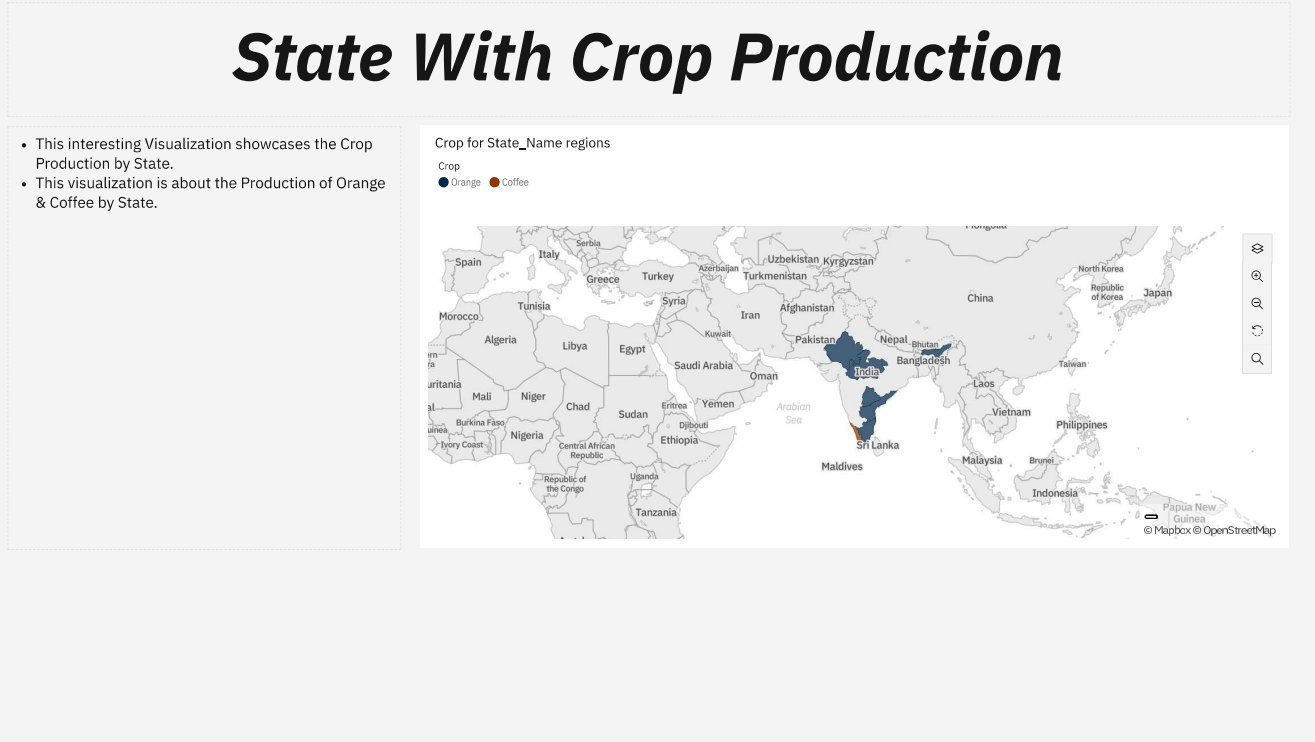 State With Crop Production
• This interesting Visualization showcases the Crop
Production by State.
• This visualization is about the Production of Orange
& Coffee by State.
Crop for State_Name regions
Crop
Orange Coffee
Mongolia
Serbia
Italy
Spain
Uzbekistan Kyrgyzstan
Azerbaijan
North Korea
Greece
Turkey
Turkmenistan
Republic
of Korea
Japan
China
Syria
Tunisia
Afghanistan
Morocco
Iran
Kuwait
Algeria
Libya
Egypt
Pakistan
Nepal
Bhutan
Bangladesh
Taiwan
Saudi Arabia
India
Oman
uritania
Laos
Mali
Niger
Chad
Eritrea
Yemen
Arabian
Sea
Sudan
Vietnam
Burkina Faso
Djibouti
Philippines
uinea
Nigeria
Ethiopia
Ivory Coast
Central African
Republic
Sri Lanka
Maldives
Malaysia
Brunei
Uganda
Republic of
the Congo
Indonesia
Tanzania
Papua New
Guinea
© Mapbox © OpenStreetMap